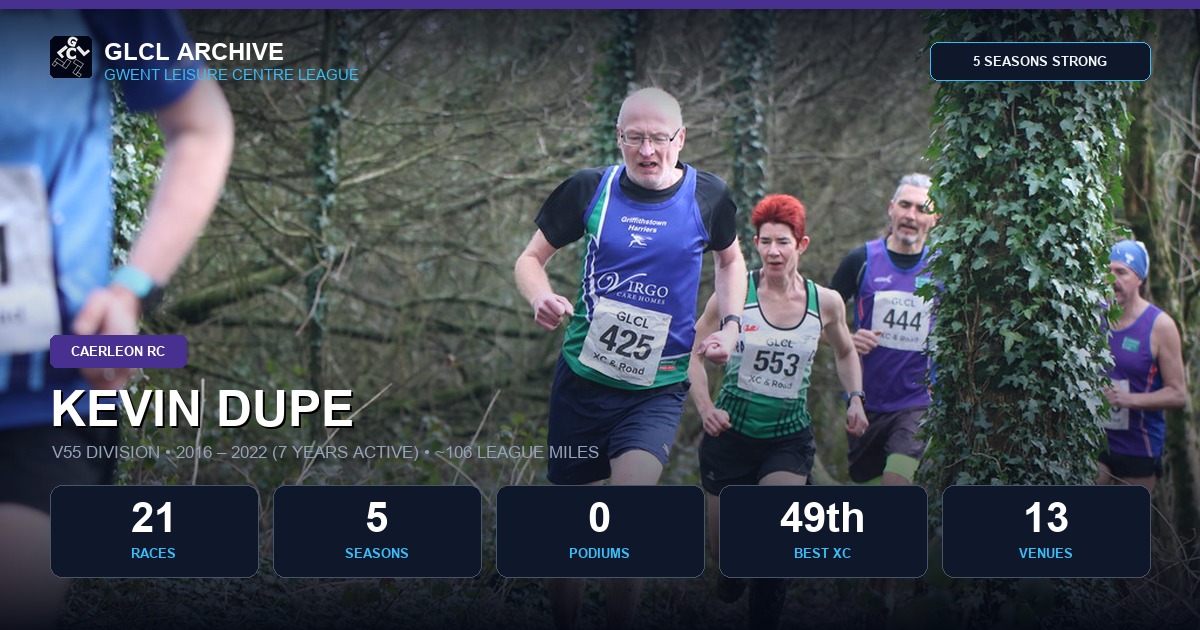 GLCL ARCHIVE
GWENT LEISURE CENTRE LEAGUE
5 SEASONS STRONG
Griffithstown
Harriers
VIRGO
CARE HOMES
GLCL
425
XC & Road
GLCL
553
XC & Road
GLCL
444
XC & Road
CAERLEON RC
KEVIN DUPE
V55 DIVISION • 2016 – 2022 (7 YEARS ACTIVE) • ~106 LEAGUE MILES
21
RACES
5
SEASONS
0
PODIUMS
49th
BEST XC
13
VENUES